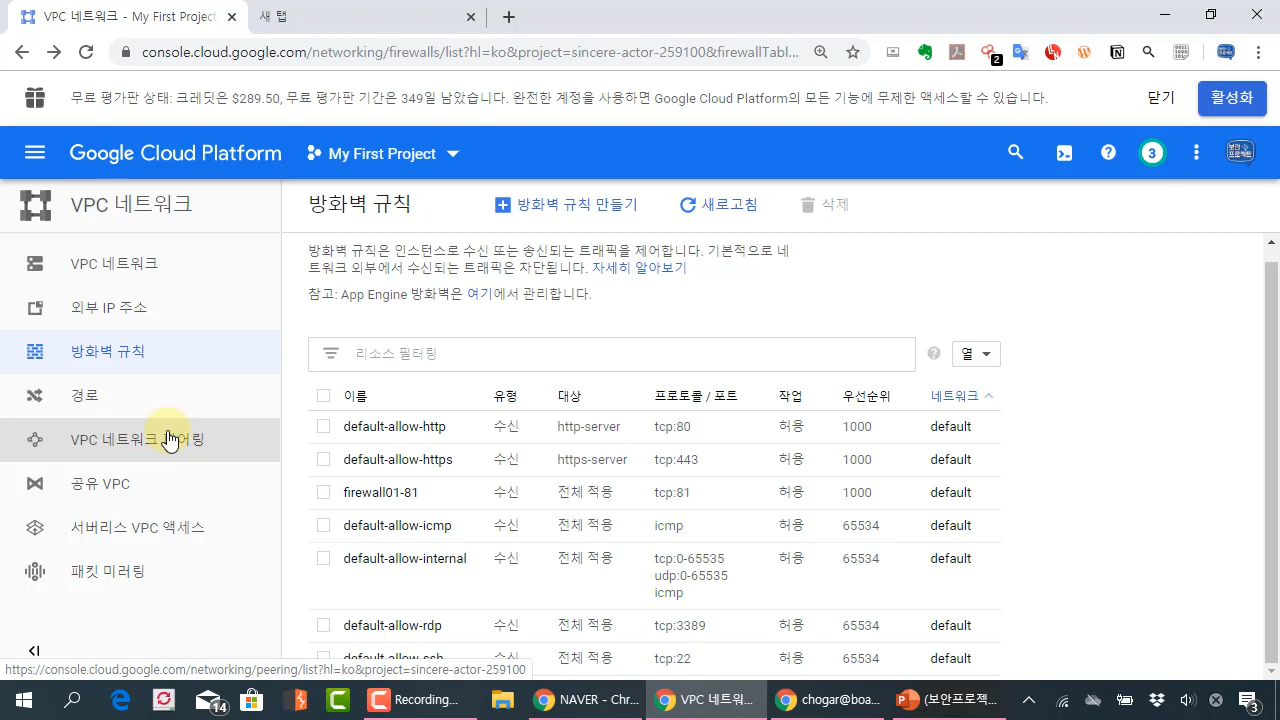 VPC 네트워크 - My First Project
새 탭
console.cloud.google.com/networking/firewalls/list?hl=ko&project=sincere-actor-259100&firewallTabl...
2
무료 평가판 상태: 크레딧은 $289.50, 무료 평가판 기간은 349일 남았습니다. 완전한 계정을 사용하면 Google Cloud Platform의 모든 기능에 무제한 액세스할 수 있습니다.
닫기
활성화
Google Cloud Platform
My First Project
3
VPC 네트워크
방화벽 규칙
방화벽 규칙 만들기
새로고침
삭제
VPC 네트워크
외부 IP 주소
방화벽 규칙
경로
VPC 네트워크
공유 VPC
서버리스 VPC 액세스
패킷 미러링
방화벽 규칙은 인스턴스로 수신 또는 송신되는 트래픽을 제어합니다. 기본적으로 네
트워크 외부에서 수신되는 트래픽은 차단됩니다. 자세히 알아보기
참고: App Engine 방화벽은 여기에서 관리합니다.
리소스 필터링
열
이름 유형 대상 프로토콜 / 포트 작업 우선순위 네트워크
default-allow-http 수신 http-server tcp:80 허용 1000 default
default-allow-https 수신 https-server tcp:443 허용 1000 default
firewall01-81 수신 전체 적용 tcp:81 허용 1000 default
default-allow-icmp 수신 전체 적용 icmp 허용 65534 default
default-allow-internal 수신 전체 적용 tcp:0-65535 허용 65534 default
udp:0-65535
icmp
default-allow-rdp 수신 전체 적용 tcp:3389 허용 65534 default
default-allow-ssh 수신 전체 적용 tcp:22 허용 65534 default
https://console.cloud.google.com/networking/peering/list?hl=ko&project=sincere-actor-259100
14
Recording...
NAVER - Chr...
VPC 네트워...
chogar@boa...
(보안프로젝...
3